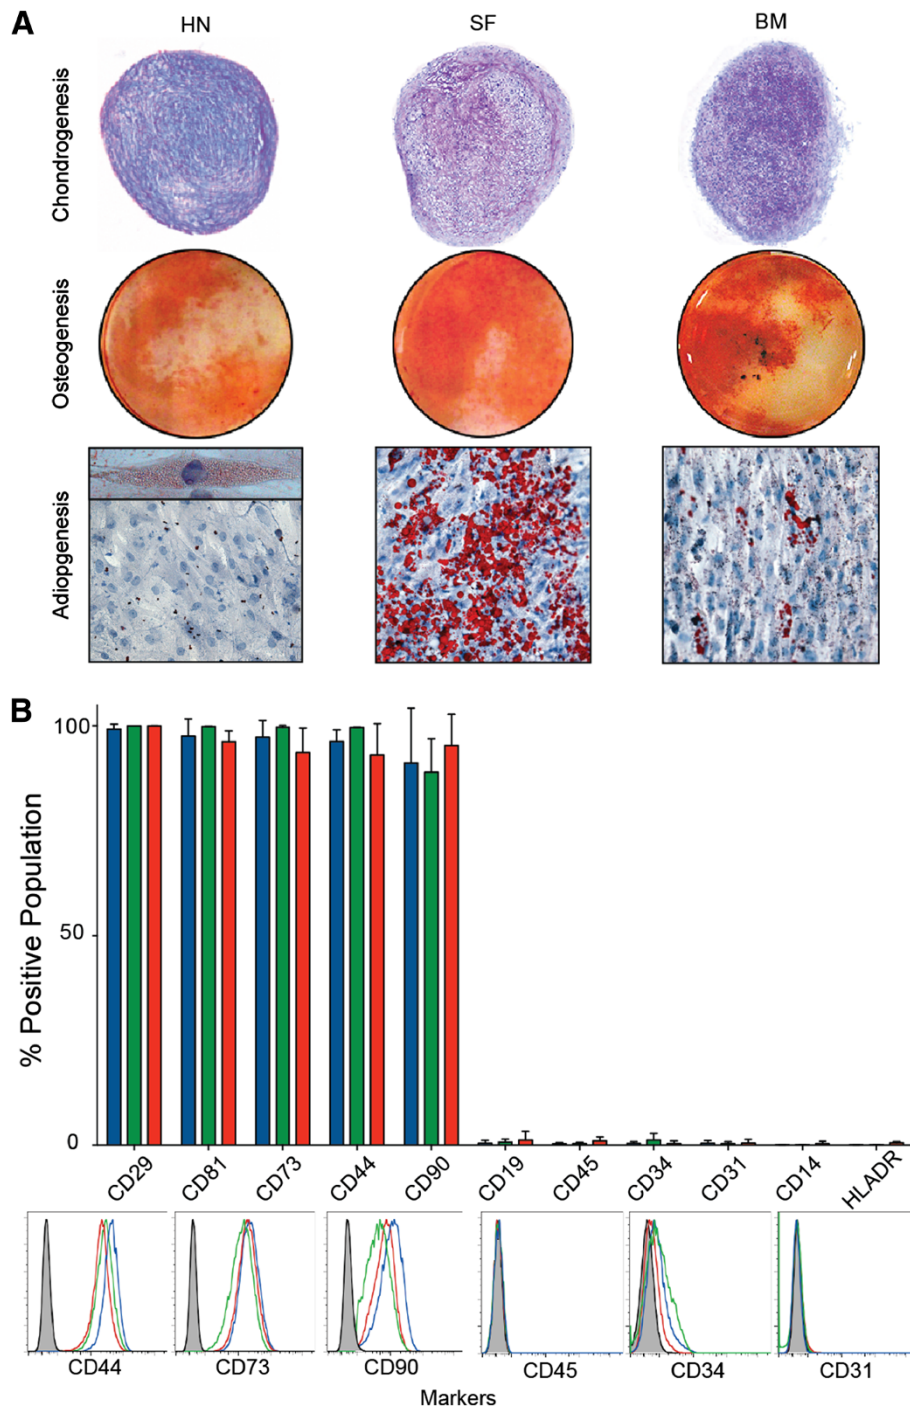 A
HN
SF
BM
Chondrogenesis
Osteogenesis
Adiopgenesis
B
% Positive Population
100
50
0
CD29
CD81
CD73
CD44
CD90
CD19
CD45
CD34
CD31
CD14
HLADR
CD44
CD73
CD90
CD45
CD34
CD31
Markers